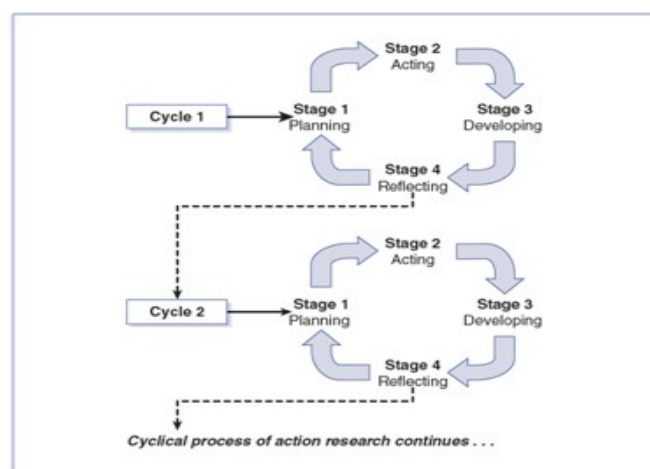 Stage 2
Acting
Cycle 1
Stage 1
Planning
Stage 3
Developing
Stage 4
Reflecting
Stage 2
Acting
Cycle 2
Stage 1
Planning
Stage 3
Developing
Stage 4
Reflecting
Cyclical process of action research continues . . .